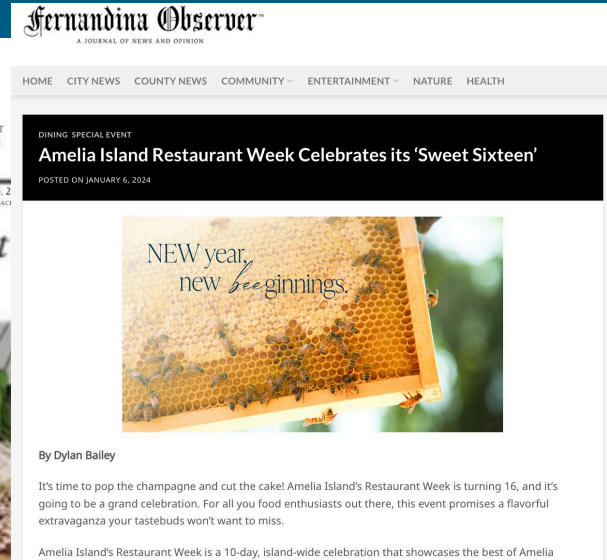 Fernandina Observer™
A JOURNAL OF NEWS AND OPINION
HOME CITY NEWS COUNTY NEWS COMMUNITY ENTERTAINMENT NATURE HEALTH
DINING SPECIAL EVENT
Amelia Island Restaurant Week Celebrates its ‘Sweet Sixteen’
POSTED ON JANUARY 6, 2024
NEW year,
new beeginnings.
By Dylan Bailey
It’s time to pop the champagne and cut the cake! Amelia Island’s Restaurant Week is turning 16, and it’s
going to be a grand celebration. For all you food enthusiasts out there, this event promises a flavorful
extravaganza your tastebuds won’t want to miss.
Amelia Island’s Restaurant Week is a 10-day, island-wide celebration that showcases the best of Amelia